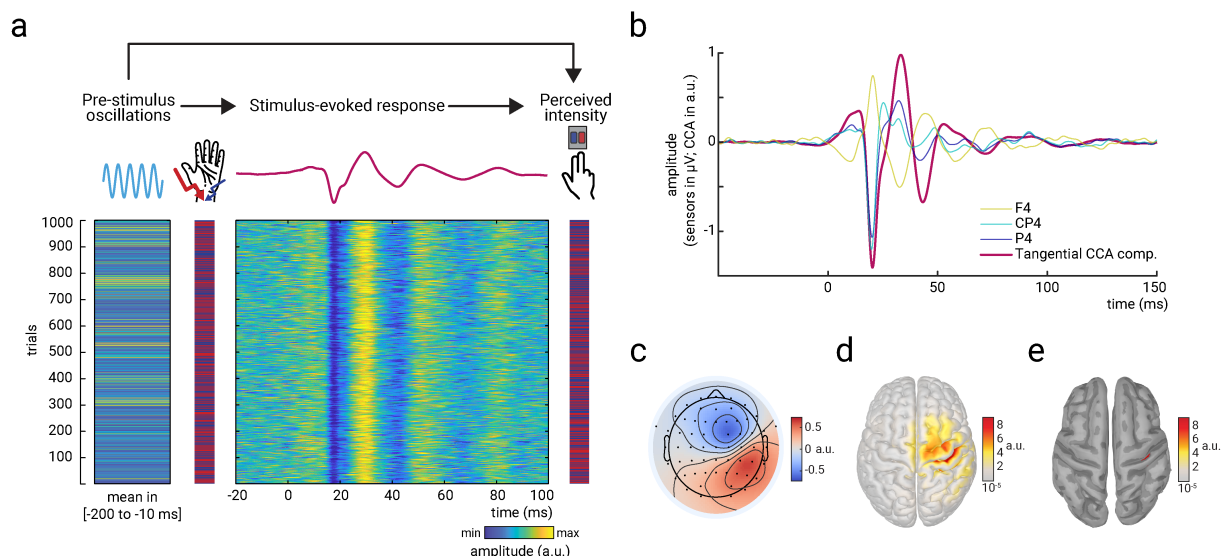 a
Pre-stimulus
oscillations
Stimulus-evoked response
Perceived
intensity
trials
1000
900
800
700
600
500
400
300
200
100
mean in
[-200 to -10 ms]
-20
0
20
40
60
80
100
time (ms)
min
max
amplitude (a.u.)
b
amplitude
(sensors in µV; CCA in a.u.)
1
0
-1
F4
CP4
P4
Tangential CCA comp.
0
50
100
150
time (ms)
c
0.5
0 a.u.
-0.5
d
8
6
a.u.
4
2
10-5
e
8
6
a.u.
4
2
10-5